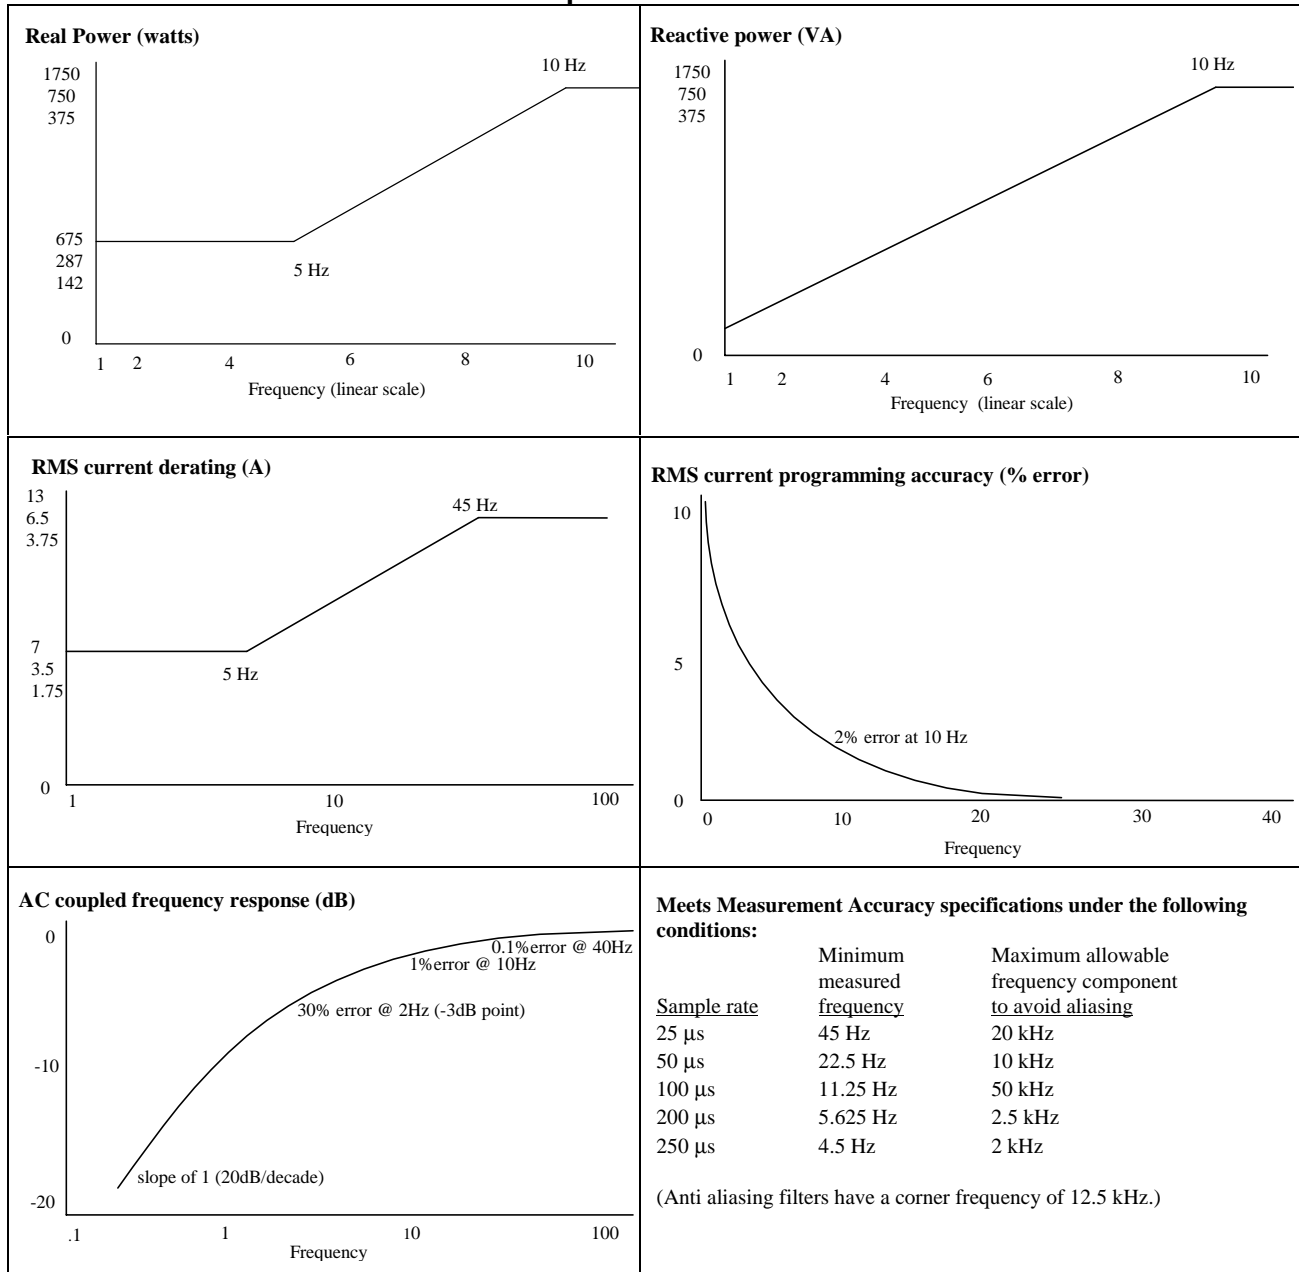 Real Power (watts)
10 Hz
1750
750
375
675
287
142
5 Hz
0
1 2 4 6 8 10
Frequency (linear scale)
Reactive power (VA)
10 Hz
1750
750
375
0
1 2 4 6 8 10
Frequency (linear scale)
RMS current derating (A)
13
6.5
3.75
45 Hz
7
3.5
1.75
5 Hz
0
1 10 100
Frequency
RMS current programming accuracy (% error)
10
5
2% error at 10 Hz
0
0 10 20 30 40
Frequency
AC coupled frequency response (dB)
0
0.1%error @ 40Hz
1%error @ 10Hz
30% error @ 2Hz (-3dB point)
-10
slope of 1 (20dB/decade)
-20
.1 1 10 100
Frequency
Meets Measurement Accuracy specifications under the following
conditions:
Minimum Maximum allowable
measured frequency component
Sample rate frequency to avoid aliasing
25 µs 45 Hz 20 kHz
50 µs 22.5 Hz 10 kHz
100 µs 11.25 Hz 50 kHz
200 µs 5.625 Hz 2.5 kHz
250 µs 4.5 Hz 2 kHz
(Anti aliasing filters have a corner frequency of 12.5 kHz.)